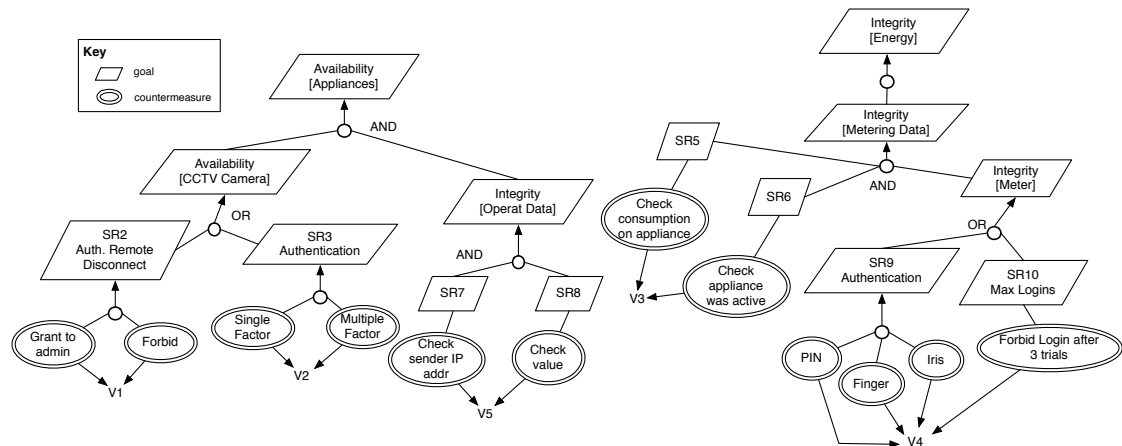 Key
goal
countermeasure
Availability
[Appliances]
AND
Availability
[CCTV Camera]
OR
SR2
Auth. Remote
Disconnect
SR3
Authentication
Grant to
admin
Forbid
V1
Single
Factor
Multiple
Factor
V2
Integrity
[Operat Data]
AND
SR7
SR8
Check
sender IP
addr
Check
value
V5
Integrity
[Energy]
Integrity
[Metering Data]
SR5
AND
SR6
Integrity
[Meter]
Check
consumption
on appliance
Check
appliance
was active
V3
OR
SR9
Authentication
SR10
Max Logins
PIN
Finger
Iris
Forbid Login after
3 trials
V4